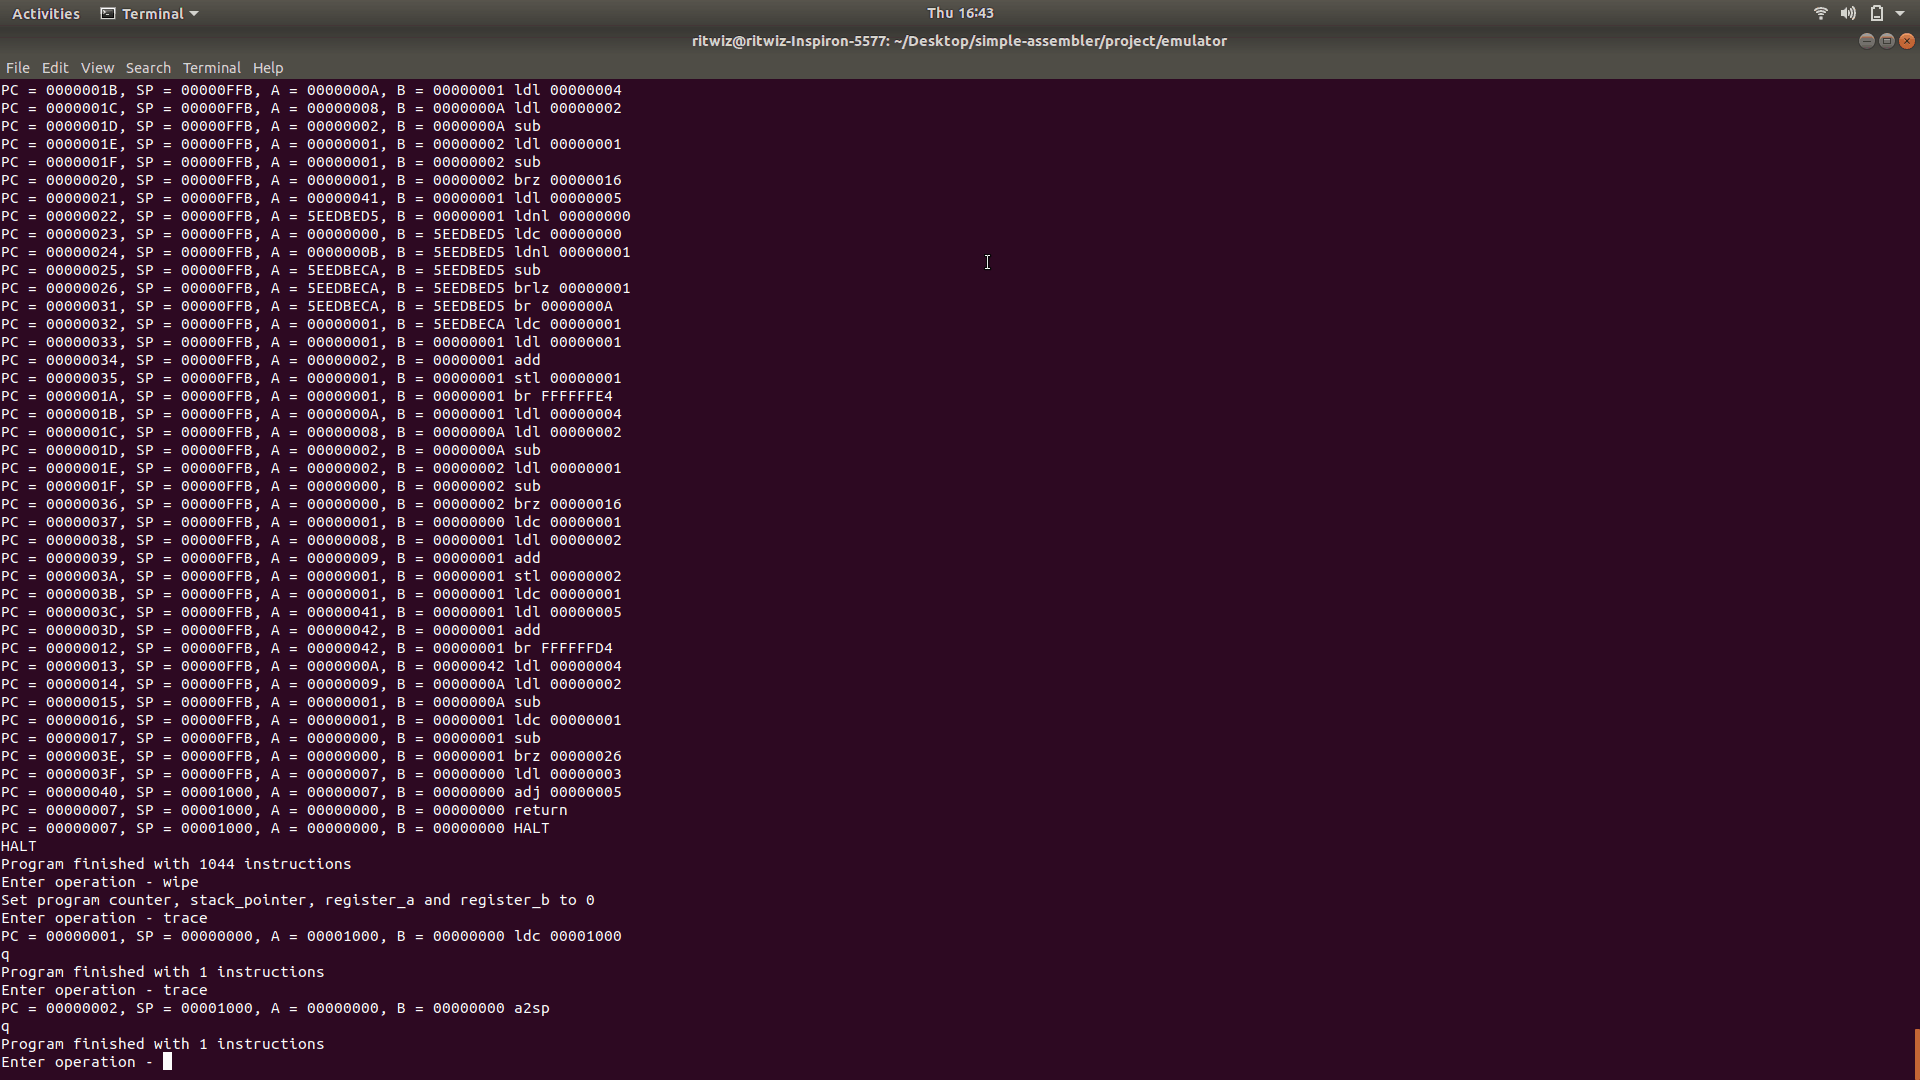 Activities Terminal Thu 16:43
ritwiz@ritwiz-Inspiron-5577: ~/Desktop/simple-assembler/project/emulator
File Edit View Search Terminal Help
PC = 0000001B, SP = 00000FFB, A = 0000000A, B = 00000001 ldl 00000004
PC = 0000001C, SP = 00000FFB, A = 00000008, B = 0000000A ldl 00000002
PC = 0000001D, SP = 00000FFB, A = 00000002, B = 0000000A sub
PC = 0000001E, SP = 00000FFB, A = 00000001, B = 00000002 ldl 00000001
PC = 0000001F, SP = 00000FFB, A = 00000001, B = 00000002 sub
PC = 00000020, SP = 00000FFB, A = 00000001, B = 00000002 brz 00000016
PC = 00000021, SP = 00000FFB, A = 00000041, B = 00000001 ldl 00000005
PC = 00000022, SP = 00000FFB, A = 5EEDBED5, B = 00000001 ldnl 00000000
PC = 00000023, SP = 00000FFB, A = 00000000, B = 5EEDBED5 ldc 00000000
PC = 00000024, SP = 00000FFB, A = 0000000B, B = 5EEDBED5 ldnl 00000001
PC = 00000025, SP = 00000FFB, A = 5EEDBECA, B = 5EEDBED5 sub
PC = 00000026, SP = 00000FFB, A = 5EEDBECA, B = 5EEDBED5 brlz 00000001
PC = 00000031, SP = 00000FFB, A = 5EEDBECA, B = 5EEDBED5 br 0000000A
PC = 00000032, SP = 00000FFB, A = 00000001, B = 5EEDBECA ldc 00000001
PC = 00000033, SP = 00000FFB, A = 00000001, B = 00000001 ldl 00000001
PC = 00000034, SP = 00000FFB, A = 00000002, B = 00000001 add
PC = 00000035, SP = 00000FFB, A = 00000001, B = 00000001 stl 00000001
PC = 0000001A, SP = 00000FFB, A = 00000001, B = 00000001 br FFFFFFE4
PC = 0000001B, SP = 00000FFB, A = 0000000A, B = 00000001 ldl 00000004
PC = 0000001C, SP = 00000FFB, A = 00000008, B = 0000000A ldl 00000002
PC = 0000001D, SP = 00000FFB, A = 00000002, B = 0000000A sub
PC = 0000001E, SP = 00000FFB, A = 00000002, B = 00000002 ldl 00000001
PC = 0000001F, SP = 00000FFB, A = 00000000, B = 00000002 sub
PC = 00000036, SP = 00000FFB, A = 00000000, B = 00000002 brz 00000016
PC = 00000037, SP = 00000FFB, A = 00000001, B = 00000000 ldc 00000001
PC = 00000038, SP = 00000FFB, A = 00000008, B = 00000001 ldl 00000002
PC = 00000039, SP = 00000FFB, A = 00000009, B = 00000001 add
PC = 0000003A, SP = 00000FFB, A = 00000001, B = 00000001 stl 00000002
PC = 0000003B, SP = 00000FFB, A = 00000001, B = 00000001 ldc 00000001
PC = 0000003C, SP = 00000FFB, A = 00000041, B = 00000001 ldl 00000005
PC = 0000003D, SP = 00000FFB, A = 00000042, B = 00000001 add
PC = 00000012, SP = 00000FFB, A = 00000042, B = 00000001 br FFFFFFD4
PC = 00000013, SP = 00000FFB, A = 0000000A, B = 00000042 ldl 00000004
PC = 00000014, SP = 00000FFB, A = 00000009, B = 0000000A ldl 00000002
PC = 00000015, SP = 00000FFB, A = 00000001, B = 0000000A sub
PC = 00000016, SP = 00000FFB, A = 00000001, B = 00000001 ldc 00000001
PC = 00000017, SP = 00000FFB, A = 00000000, B = 00000001 sub
PC = 0000003E, SP = 00000FFB, A = 00000000, B = 00000001 brz 00000026
PC = 0000003F, SP = 00000FFB, A = 00000007, B = 00000000 ldl 00000003
PC = 00000040, SP = 00001000, A = 00000007, B = 00000000 adj 00000005
PC = 00000007, SP = 00001000, A = 00000000, B = 00000000 return
PC = 00000007, SP = 00001000, A = 00000000, B = 00000000 HALT
HALT
Program finished with 1044 instructions
Enter operation - wipe
Set program counter, stack_pointer, register_a and register_b to 0
Enter operation - trace
PC = 00000001, SP = 00000000, A = 00001000, B = 00000000 ldc 00001000
q
Program finished with 1 instructions
Enter operation - trace
PC = 00000002, SP = 00001000, A = 00000000, B = 00000000 a2sp
q
Program finished with 1 instructions
Enter operation -